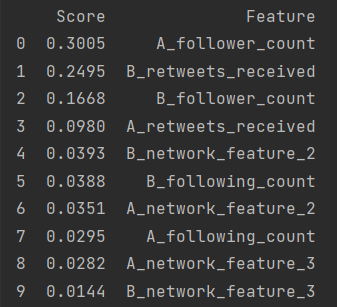 Score Feature
0 0.3005 A_follower_count
1 0.2495 B_retweets_received
2 0.1668 B_follower_count
3 0.0980 A_retweets_received
4 0.0393 B_network_feature_2
5 0.0388 B_following_count
6 0.0351 A_network_feature_2
7 0.0295 A_following_count
8 0.0282 A_network_feature_3
9 0.0144 B_network_feature_3